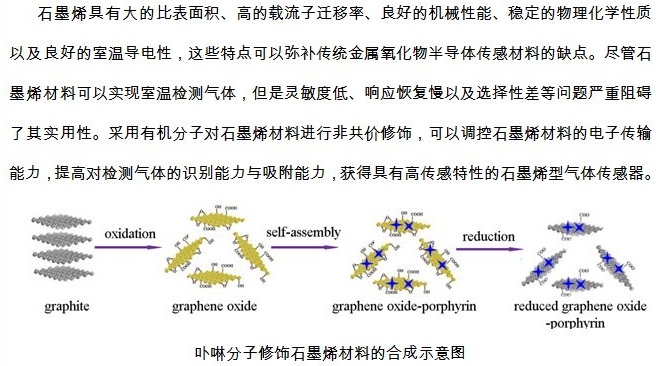 石墨烯具有大的比表面积、高的载流子迁移率、良好的机械性能、稳定的物理化学性质
以及良好的室温导电性，这些特点可以弥补传统金属氧化物半导体传感材料的缺点。尽管石
墨烯材料可以实现室温检测气体，但是灵敏度低、响应恢复慢以及选择性差等问题严重阻碍
了其实用性。采用有机分子对石墨烯材料进行非共价修饰，可以调控石墨烯材料的电子传输
能力，提高对检测气体的识别能力与吸附能力，获得具有高传感特性的石墨烯型气体传感器。
oxidation self-assembly reduction
graphite graphene oxide graphene oxide-porphyrin reduced graphene oxide
-porphyrin
卟啉分子修饰石墨烯材料的合成示意图